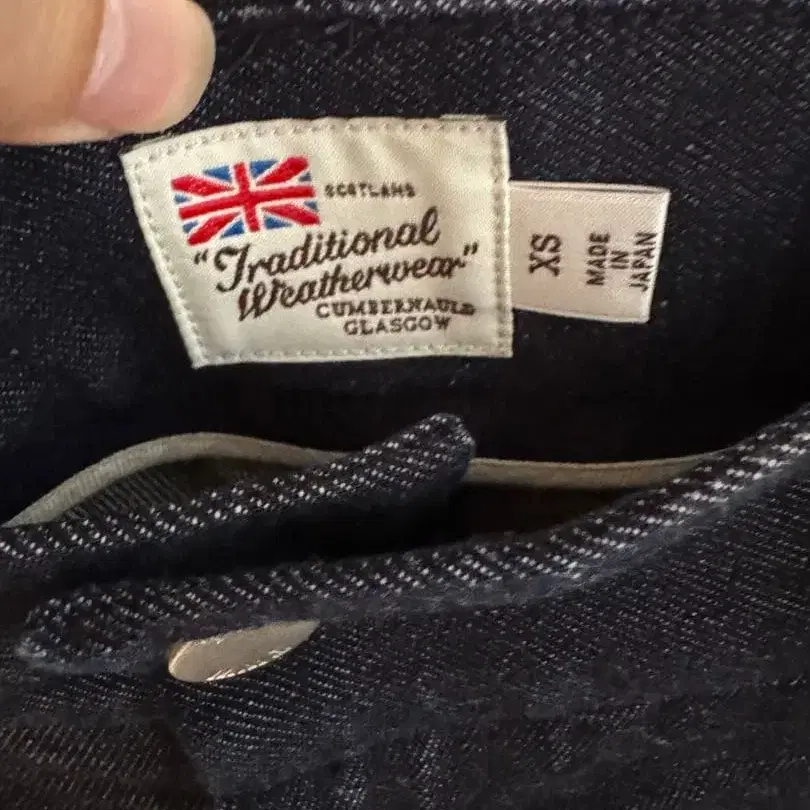 SCOTLAND
"Traditional
Weatherwear"
CUMBERNAULD
GLASGOW
XS
MADE
IN
JAPAN